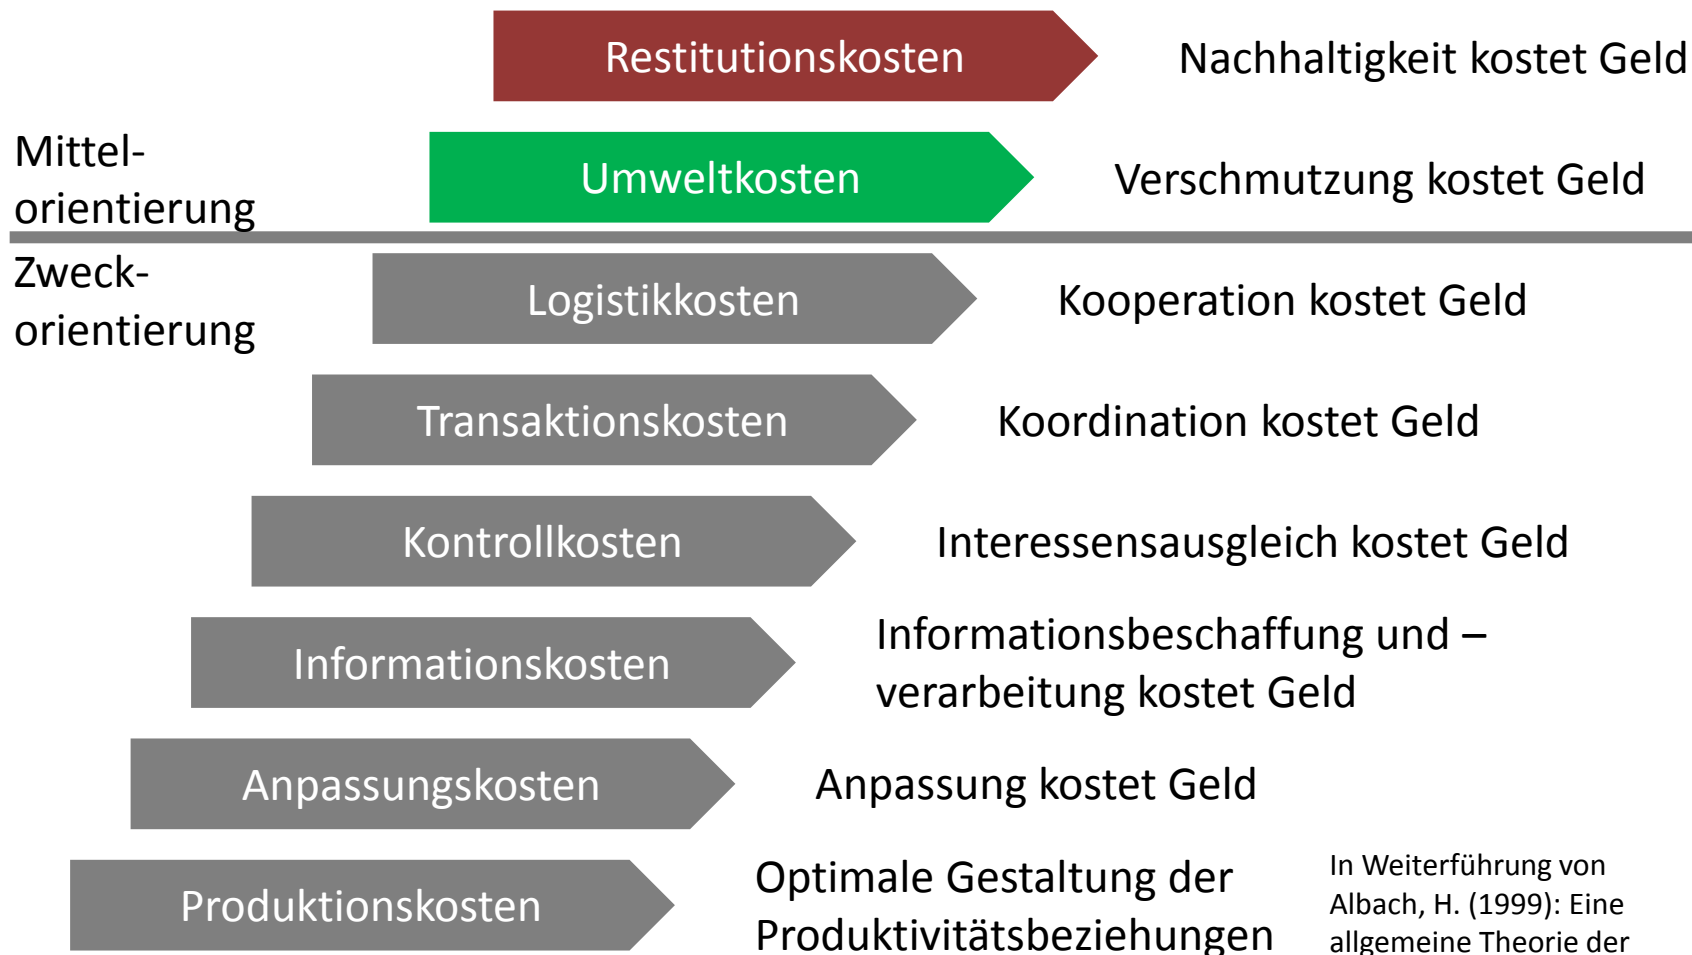 Restitutionskosten
Nachhaltigkeit kostet Geld
Mittel-
orientierung
Umweltkosten
Verschmutzung kostet Geld
Zweck-
orientierung
Logistikkosten
Kooperation kostet Geld
Transaktionskosten
Koordination kostet Geld
Kontrollkosten
Interessensausgleich kostet Geld
Informationskosten
Informationsbeschaffung und –
verarbeitung kostet Geld
Anpassungskosten
Anpassung kostet Geld
Produktionskosten
Optimale Gestaltung der
Produktivitätsbeziehungen
In Weiterführung von
Albach, H. (1999): Eine
allgemeine Theorie der